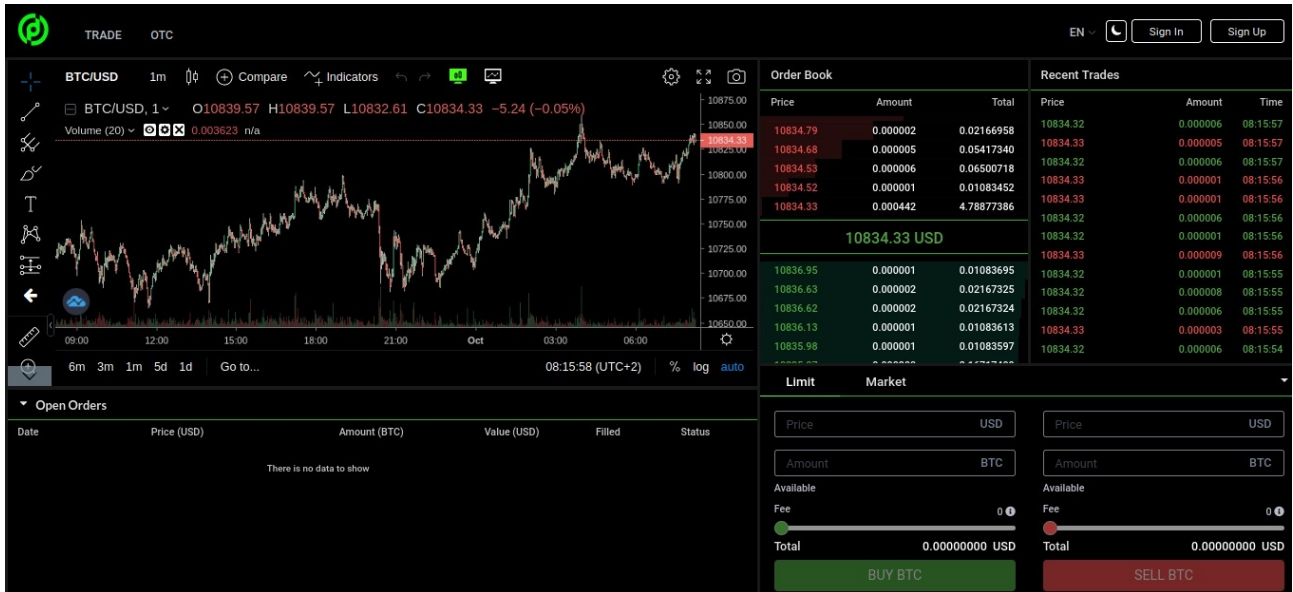 TRADE OTC EN Sign In Sign Up
BTC/USD 1m Compare Indicators
BTC/USD, 1 O10839.57 H10839.57 L10832.61 C10834.33 −5.24 (−0.05%)
Volume (20) 0.003623 n/a
10875.00
10850.00
10834.33
10825.00
10800.00
10775.00
10750.00
10725.00
10700.00
10675.00
10650.00
09:00 12:00 15:00 18:00 21:00 Oct 03:00 06:00
6m 3m 1m 5d 1d Go to... 08:15:58 (UTC+2) % log auto
Open Orders
Date Price (USD) Amount (BTC) Value (USD) Filled Status
There is no data to show
Order Book
Price Amount Total
10834.79 0.000002 0.02166958
10834.68 0.000005 0.05417340
10834.53 0.000006 0.06500718
10834.52 0.000001 0.01083452
10834.33 0.000442 4.78877386
10834.33 USD
10836.95 0.000001 0.01083695
10836.63 0.000002 0.02167325
10836.62 0.000002 0.02167324
10836.13 0.000001 0.01083613
10835.98 0.000001 0.01083597
Recent Trades
Price Amount Time
10834.32 0.000006 08:15:57
10834.33 0.000005 08:15:57
10834.32 0.000006 08:15:57
10834.33 0.000001 08:15:56
10834.33 0.000001 08:15:56
10834.32 0.000006 08:15:56
10834.32 0.000001 08:15:56
10834.33 0.000009 08:15:56
10834.32 0.000001 08:15:55
10834.32 0.000008 08:15:55
10834.32 0.000006 08:15:55
10834.33 0.000003 08:15:55
10834.32 0.000006 08:15:54
Limit Market
Price USD
Amount BTC
Available
Fee 0
Total 0.00000000 USD
BUY BTC
Price USD
Amount BTC
Available
Fee 0
Total 0.00000000 USD
SELL BTC